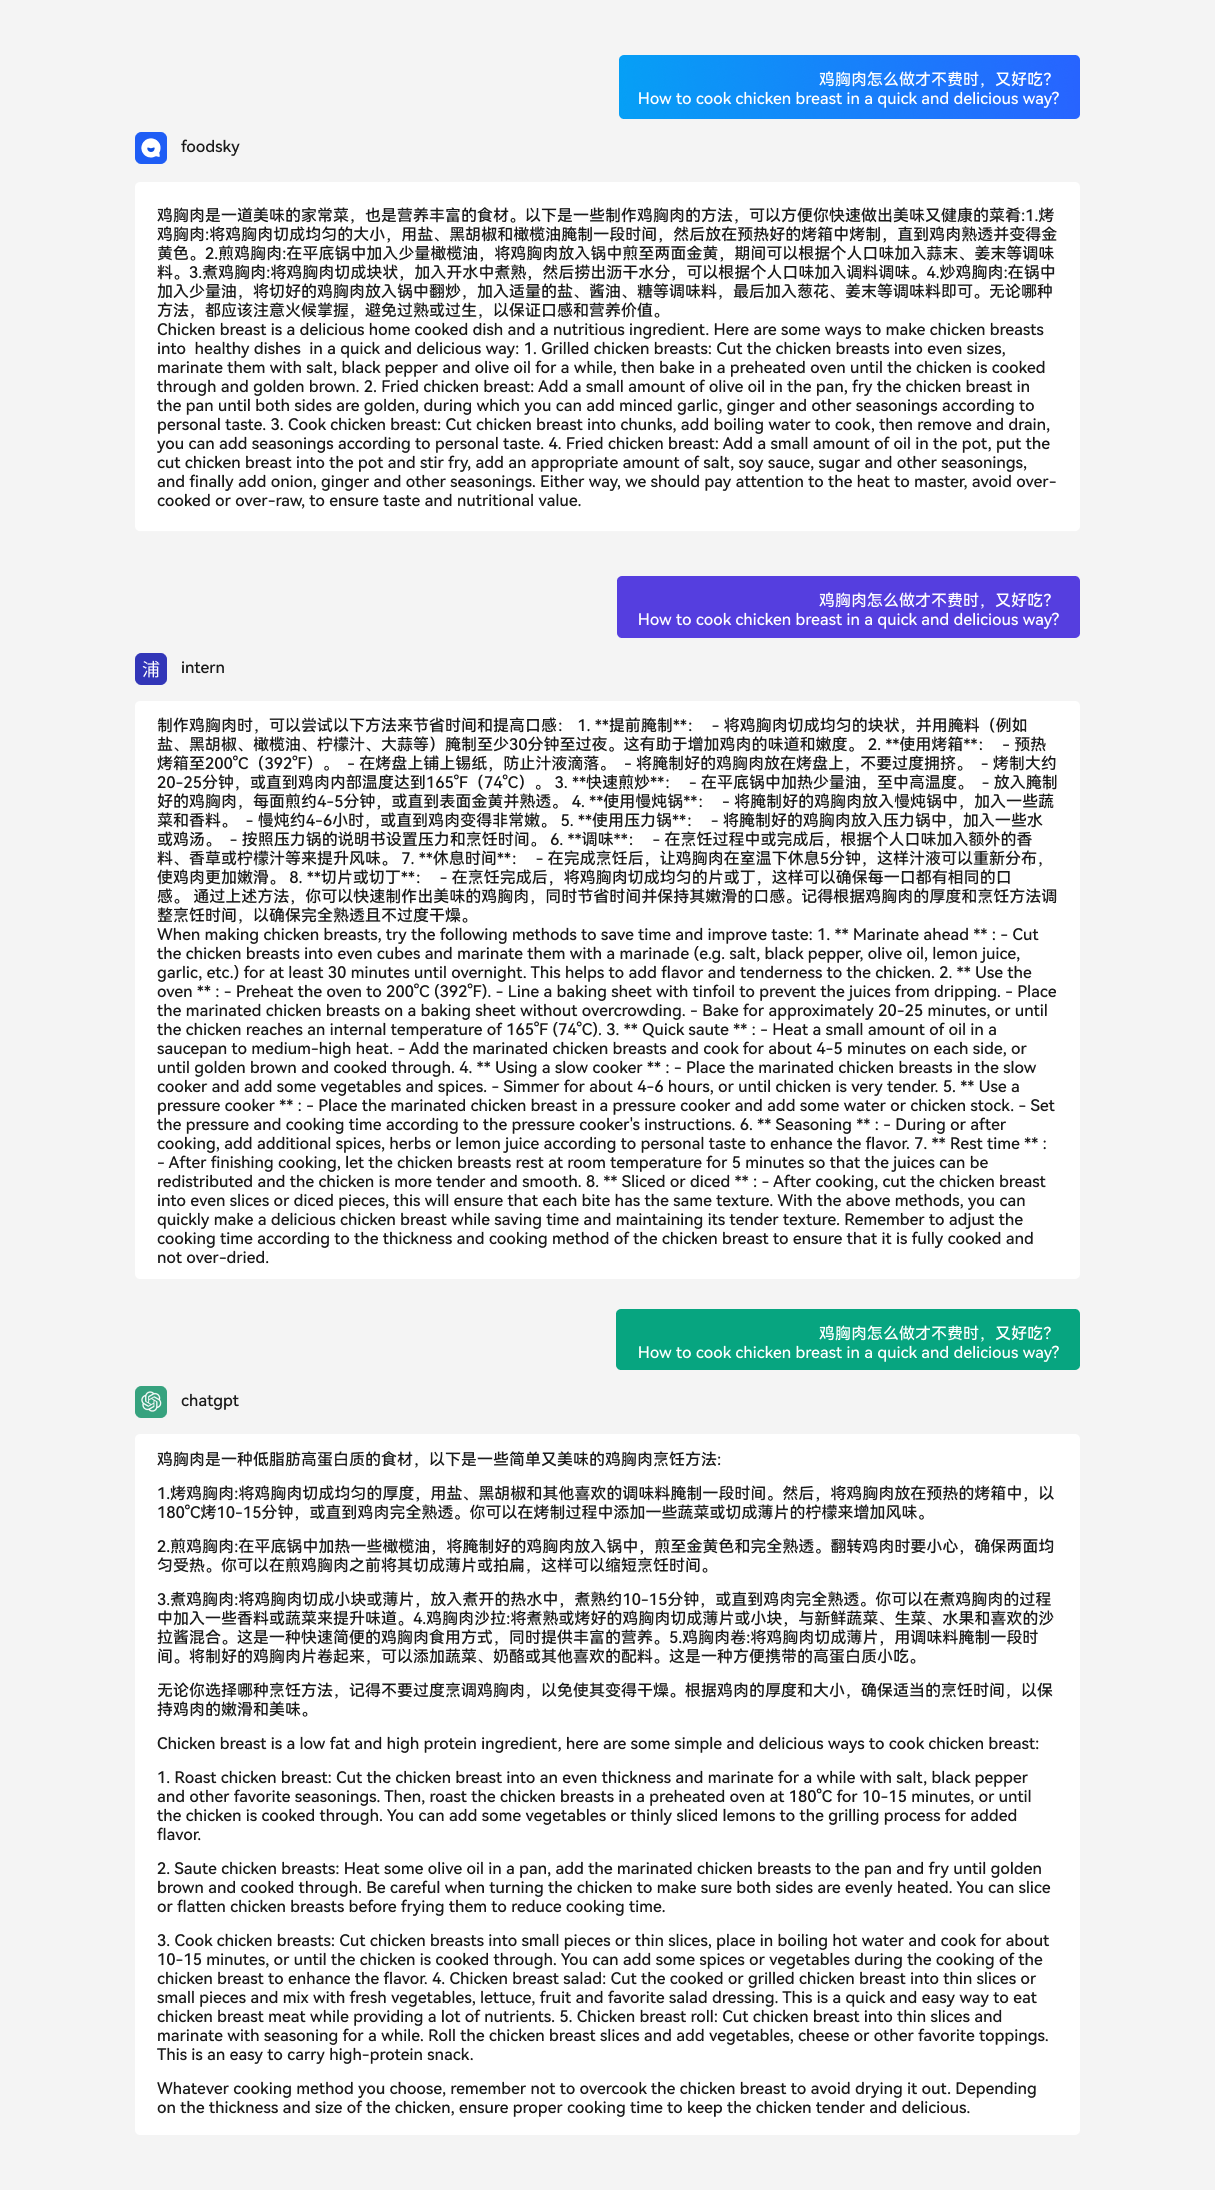 鸡胸肉怎么做才不费时，又好吃？
How to cook chicken breast in a quick and delicious way?
foodsky
鸡胸肉是一道美味的家常菜，也是营养丰富的食材。以下是一些制作鸡胸肉的方法，可以方便你快速做出美味又健康的菜肴:1.烤
鸡胸肉:将鸡胸肉切成均匀的大小，用盐、黑胡椒和橄榄油腌制一段时间，然后放在预热好的烤箱中烤制，直到鸡肉熟透并变得金
黄色。2.煎鸡胸肉:在平底锅中加入少量橄榄油，将鸡胸肉放入锅中煎至两面金黄，期间可以根据个人口味加入蒜末、姜末等调味
料。3.煮鸡胸肉:将鸡胸肉切成块状，加入开水中煮熟，然后捞出沥干水分，可以根据个人口味加入调料调味。4.炒鸡胸肉:在锅中
加入少量油，将切好的鸡胸肉放入锅中翻炒，加入适量的盐、酱油、糖等调味料，最后加入葱花、姜末等调味料即可。无论哪种
方法，都应该注意火候掌握，避免过熟或过生，以保证口感和营养价值。
Chicken breast is a delicious home cooked dish and a nutritious ingredient. Here are some ways to make chicken breasts
into  healthy dishes  in a quick and delicious way: 1. Grilled chicken breasts: Cut the chicken breasts into even sizes,
marinate them with salt, black pepper and olive oil for a while, then bake in a preheated oven until the chicken is cooked
through and golden brown. 2. Fried chicken breast: Add a small amount of olive oil in the pan, fry the chicken breast in
the pan until both sides are golden, during which you can add minced garlic, ginger and other seasonings according to
personal taste. 3. Cook chicken breast: Cut chicken breast into chunks, add boiling water to cook, then remove and drain,
you can add seasonings according to personal taste. 4. Fried chicken breast: Add a small amount of oil in the pot, put the
cut chicken breast into the pot and stir fry, add an appropriate amount of salt, soy sauce, sugar and other seasonings,
and finally add onion, ginger and other seasonings. Either way, we should pay attention to the heat to master, avoid over-
cooked or over-raw, to ensure taste and nutritional value.
鸡胸肉怎么做才不费时，又好吃？
How to cook chicken breast in a quick and delicious way?
浦 intern
制作鸡胸肉时，可以尝试以下方法来节省时间和提高口感： 1. **提前腌制**： - 将鸡胸肉切成均匀的块状，并用腌料（例如
盐、黑胡椒、橄榄油、柠檬汁、大蒜等）腌制至少30分钟至过夜。这有助于增加鸡肉的味道和嫩度。 2. **使用烤箱**： - 预热
烤箱至200°C（392°F）。 - 在烤盘上铺上锡纸，防止汁液滴落。 - 将腌制好的鸡胸肉放在烤盘上，不要过度拥挤。 - 烤制大约
20-25分钟，或直到鸡肉内部温度达到165°F（74°C）。 3. **快速煎炒**： - 在平底锅中加热少量油，至中高温度。 - 放入腌制
好的鸡胸肉，每面煎约4-5分钟，或直到表面金黄并熟透。 4. **使用慢炖锅**： - 将腌制好的鸡胸肉放入慢炖锅中，加入一些蔬
菜和香料。 - 慢炖约4-6小时，或直到鸡肉变得非常嫩。 5. **使用压力锅**： - 将腌制好的鸡胸肉放入压力锅中，加入一些水
或鸡汤。 - 按照压力锅的说明书设置压力和烹饪时间。 6. **调味**： - 在烹饪过程中或完成后，根据个人口味加入额外的香
料、香草或柠檬汁等来提升风味。 7. **休息时间**： - 在完成烹饪后，让鸡胸肉在室温下休息5分钟，这样汁液可以重新分布，
使鸡肉更加嫩滑。 8. **切片或切丁**： - 在烹饪完成后，将鸡胸肉切成均匀的片或丁，这样可以确保每一口都有相同的口
感。 通过上述方法，你可以快速制作出美味的鸡胸肉，同时节省时间并保持其嫩滑的口感。记得根据鸡胸肉的厚度和烹饪方法调
整烹饪时间，以确保完全熟透且不过度干燥。
When making chicken breasts, try the following methods to save time and improve taste: 1. ** Marinate ahead ** : - Cut
the chicken breasts into even cubes and marinate them with a marinade (e.g. salt, black pepper, olive oil, lemon juice,
garlic, etc.) for at least 30 minutes until overnight. This helps to add flavor and tenderness to the chicken. 2. ** Use the
oven ** : - Preheat the oven to 200°C (392°F). - Line a baking sheet with tinfoil to prevent the juices from dripping. - Place
the marinated chicken breasts on a baking sheet without overcrowding. - Bake for approximately 20-25 minutes, or until
the chicken reaches an internal temperature of 165°F (74°C). 3. ** Quick saute ** : - Heat a small amount of oil in a
saucepan to medium-high heat. - Add the marinated chicken breasts and cook for about 4-5 minutes on each side, or
until golden brown and cooked through. 4. ** Using a slow cooker ** : - Place the marinated chicken breasts in the slow
cooker and add some vegetables and spices. - Simmer for about 4-6 hours, or until chicken is very tender. 5. ** Use a
pressure cooker ** : - Place the marinated chicken breast in a pressure cooker and add some water or chicken stock. - Set
the pressure and cooking time according to the pressure cooker's instructions. 6. ** Seasoning ** : - During or after
cooking, add additional spices, herbs or lemon juice according to personal taste to enhance the flavor. 7. ** Rest time ** :
- After finishing cooking, let the chicken breasts rest at room temperature for 5 minutes so that the juices can be
redistributed and the chicken is more tender and smooth. 8. ** Sliced or diced ** : - After cooking, cut the chicken breast
into even slices or diced pieces, this will ensure that each bite has the same texture. With the above methods, you can
quickly make a delicious chicken breast while saving time and maintaining its tender texture. Remember to adjust the
cooking time according to the thickness and cooking method of the chicken breast to ensure that it is fully cooked and
not over-dried.
鸡胸肉怎么做才不费时，又好吃？
How to cook chicken breast in a quick and delicious way?
chatgpt
鸡胸肉是一种低脂肪高蛋白质的食材，以下是一些简单又美味的鸡胸肉烹饪方法:
1.烤鸡胸肉:将鸡胸肉切成均匀的厚度，用盐、黑胡椒和其他喜欢的调味料腌制一段时间。然后，将鸡胸肉放在预热的烤箱中，以
180°C烤10-15分钟，或直到鸡肉完全熟透。你可以在烤制过程中添加一些蔬菜或切成薄片的柠檬来增加风味。
2.煎鸡胸肉:在平底锅中加热一些橄榄油，将腌制好的鸡胸肉放入锅中，煎至金黄色和完全熟透。翻转鸡肉时要小心，确保两面均
匀受热。你可以在煎鸡胸肉之前将其切成薄片或拍扁，这样可以缩短烹饪时间。
3.煮鸡胸肉:将鸡胸肉切成小块或薄片，放入煮开的热水中，煮熟约10-15分钟，或直到鸡肉完全熟透。你可以在煮鸡胸肉的过程
中加入一些香料或蔬菜来提升味道。4.鸡胸肉沙拉:将煮熟或烤好的鸡胸肉切成薄片或小块，与新鲜蔬菜、生菜、水果和喜欢的沙
拉酱混合。这是一种快速简便的鸡胸肉食用方式，同时提供丰富的营养。5.鸡胸肉卷:将鸡胸肉切成薄片，用调味料腌制一段时
间。将制好的鸡胸肉片卷起来，可以添加蔬菜、奶酪或其他喜欢的配料。这是一种方便携带的高蛋白质小吃。
无论你选择哪种烹饪方法，记得不要过度烹调鸡胸肉，以免使其变得干燥。根据鸡肉的厚度和大小，确保适当的烹饪时间，以保
持鸡肉的嫩滑和美味。
Chicken breast is a low fat and high protein ingredient, here are some simple and delicious ways to cook chicken breast:
1. Roast chicken breast: Cut the chicken breast into an even thickness and marinate for a while with salt, black pepper
and other favorite seasonings. Then, roast the chicken breasts in a preheated oven at 180°C for 10-15 minutes, or until
the chicken is cooked through. You can add some vegetables or thinly sliced lemons to the grilling process for added
flavor.
2. Saute chicken breasts: Heat some olive oil in a pan, add the marinated chicken breasts to the pan and fry until golden
brown and cooked through. Be careful when turning the chicken to make sure both sides are evenly heated. You can slice
or flatten chicken breasts before frying them to reduce cooking time.
3. Cook chicken breasts: Cut chicken breasts into small pieces or thin slices, place in boiling hot water and cook for about
10-15 minutes, or until the chicken is cooked through. You can add some spices or vegetables during the cooking of the
chicken breast to enhance the flavor. 4. Chicken breast salad: Cut the cooked or grilled chicken breast into thin slices or
small pieces and mix with fresh vegetables, lettuce, fruit and favorite salad dressing. This is a quick and easy way to eat
chicken breast meat while providing a lot of nutrients. 5. Chicken breast roll: Cut chicken breast into thin slices and
marinate with seasoning for a while. Roll the chicken breast slices and add vegetables, cheese or other favorite toppings.
This is an easy to carry high-protein snack.
Whatever cooking method you choose, remember not to overcook the chicken breast to avoid drying it out. Depending
on the thickness and size of the chicken, ensure proper cooking time to keep the chicken tender and delicious.